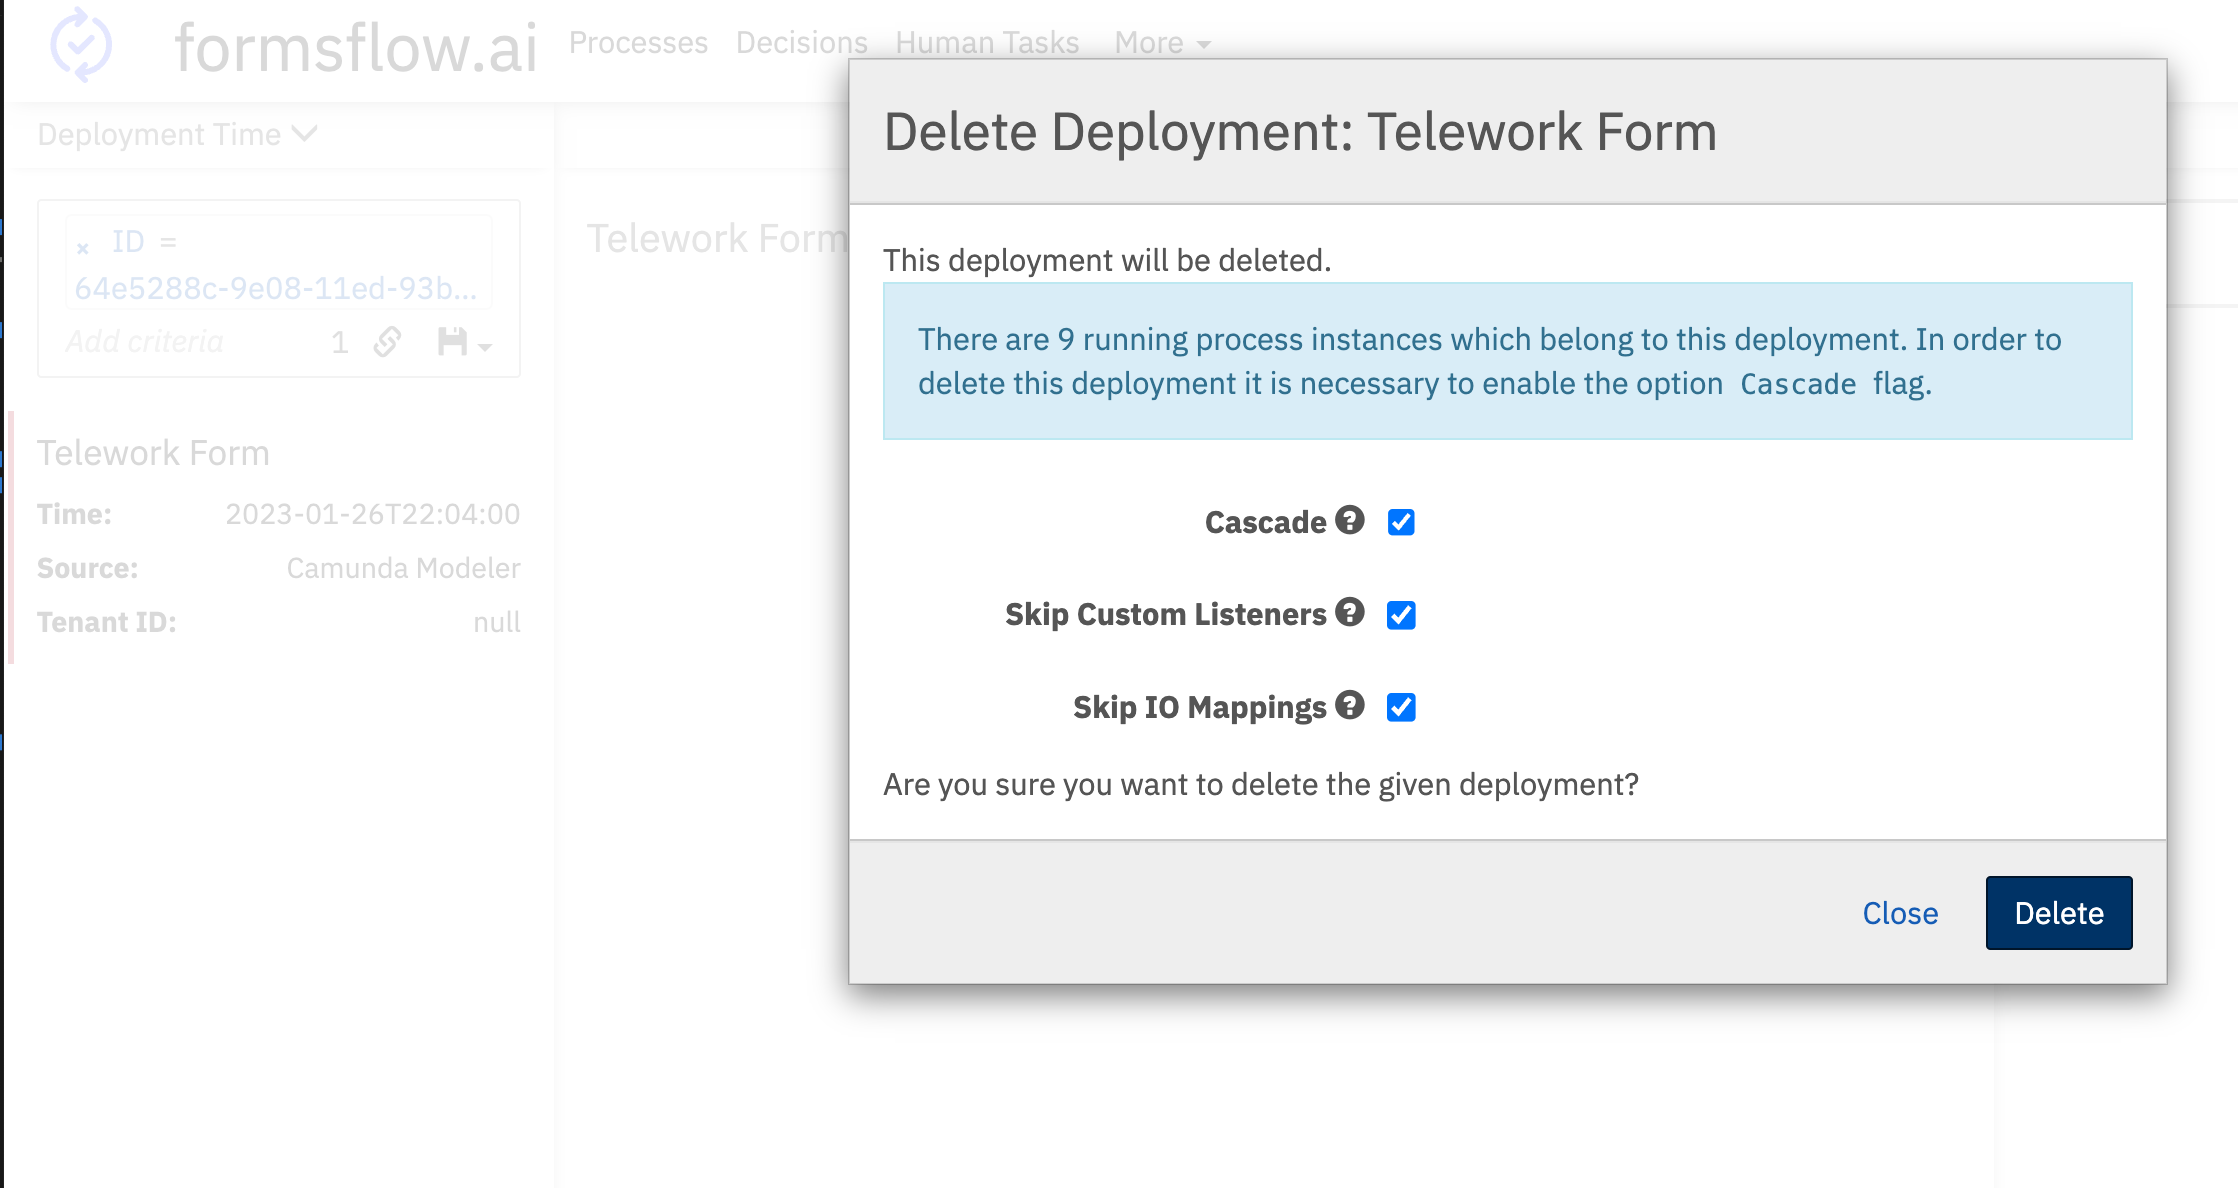 formsflow.ai Processes Decisions Human Tasks More
Deployment Time
× ID =
64e5288c-9e08-11ed-93b...
Add criteria 1
Telework Form
Time: 2023-01-26T22:04:00
Source: Camunda Modeler
Tenant ID: null
Telework Form
Delete Deployment: Telework Form
This deployment will be deleted.
There are 9 running process instances which belong to this deployment. In order to
delete this deployment it is necessary to enable the option Cascade flag.
Cascade ?
Skip Custom Listeners ?
Skip IO Mappings ?
Are you sure you want to delete the given deployment?
Close Delete